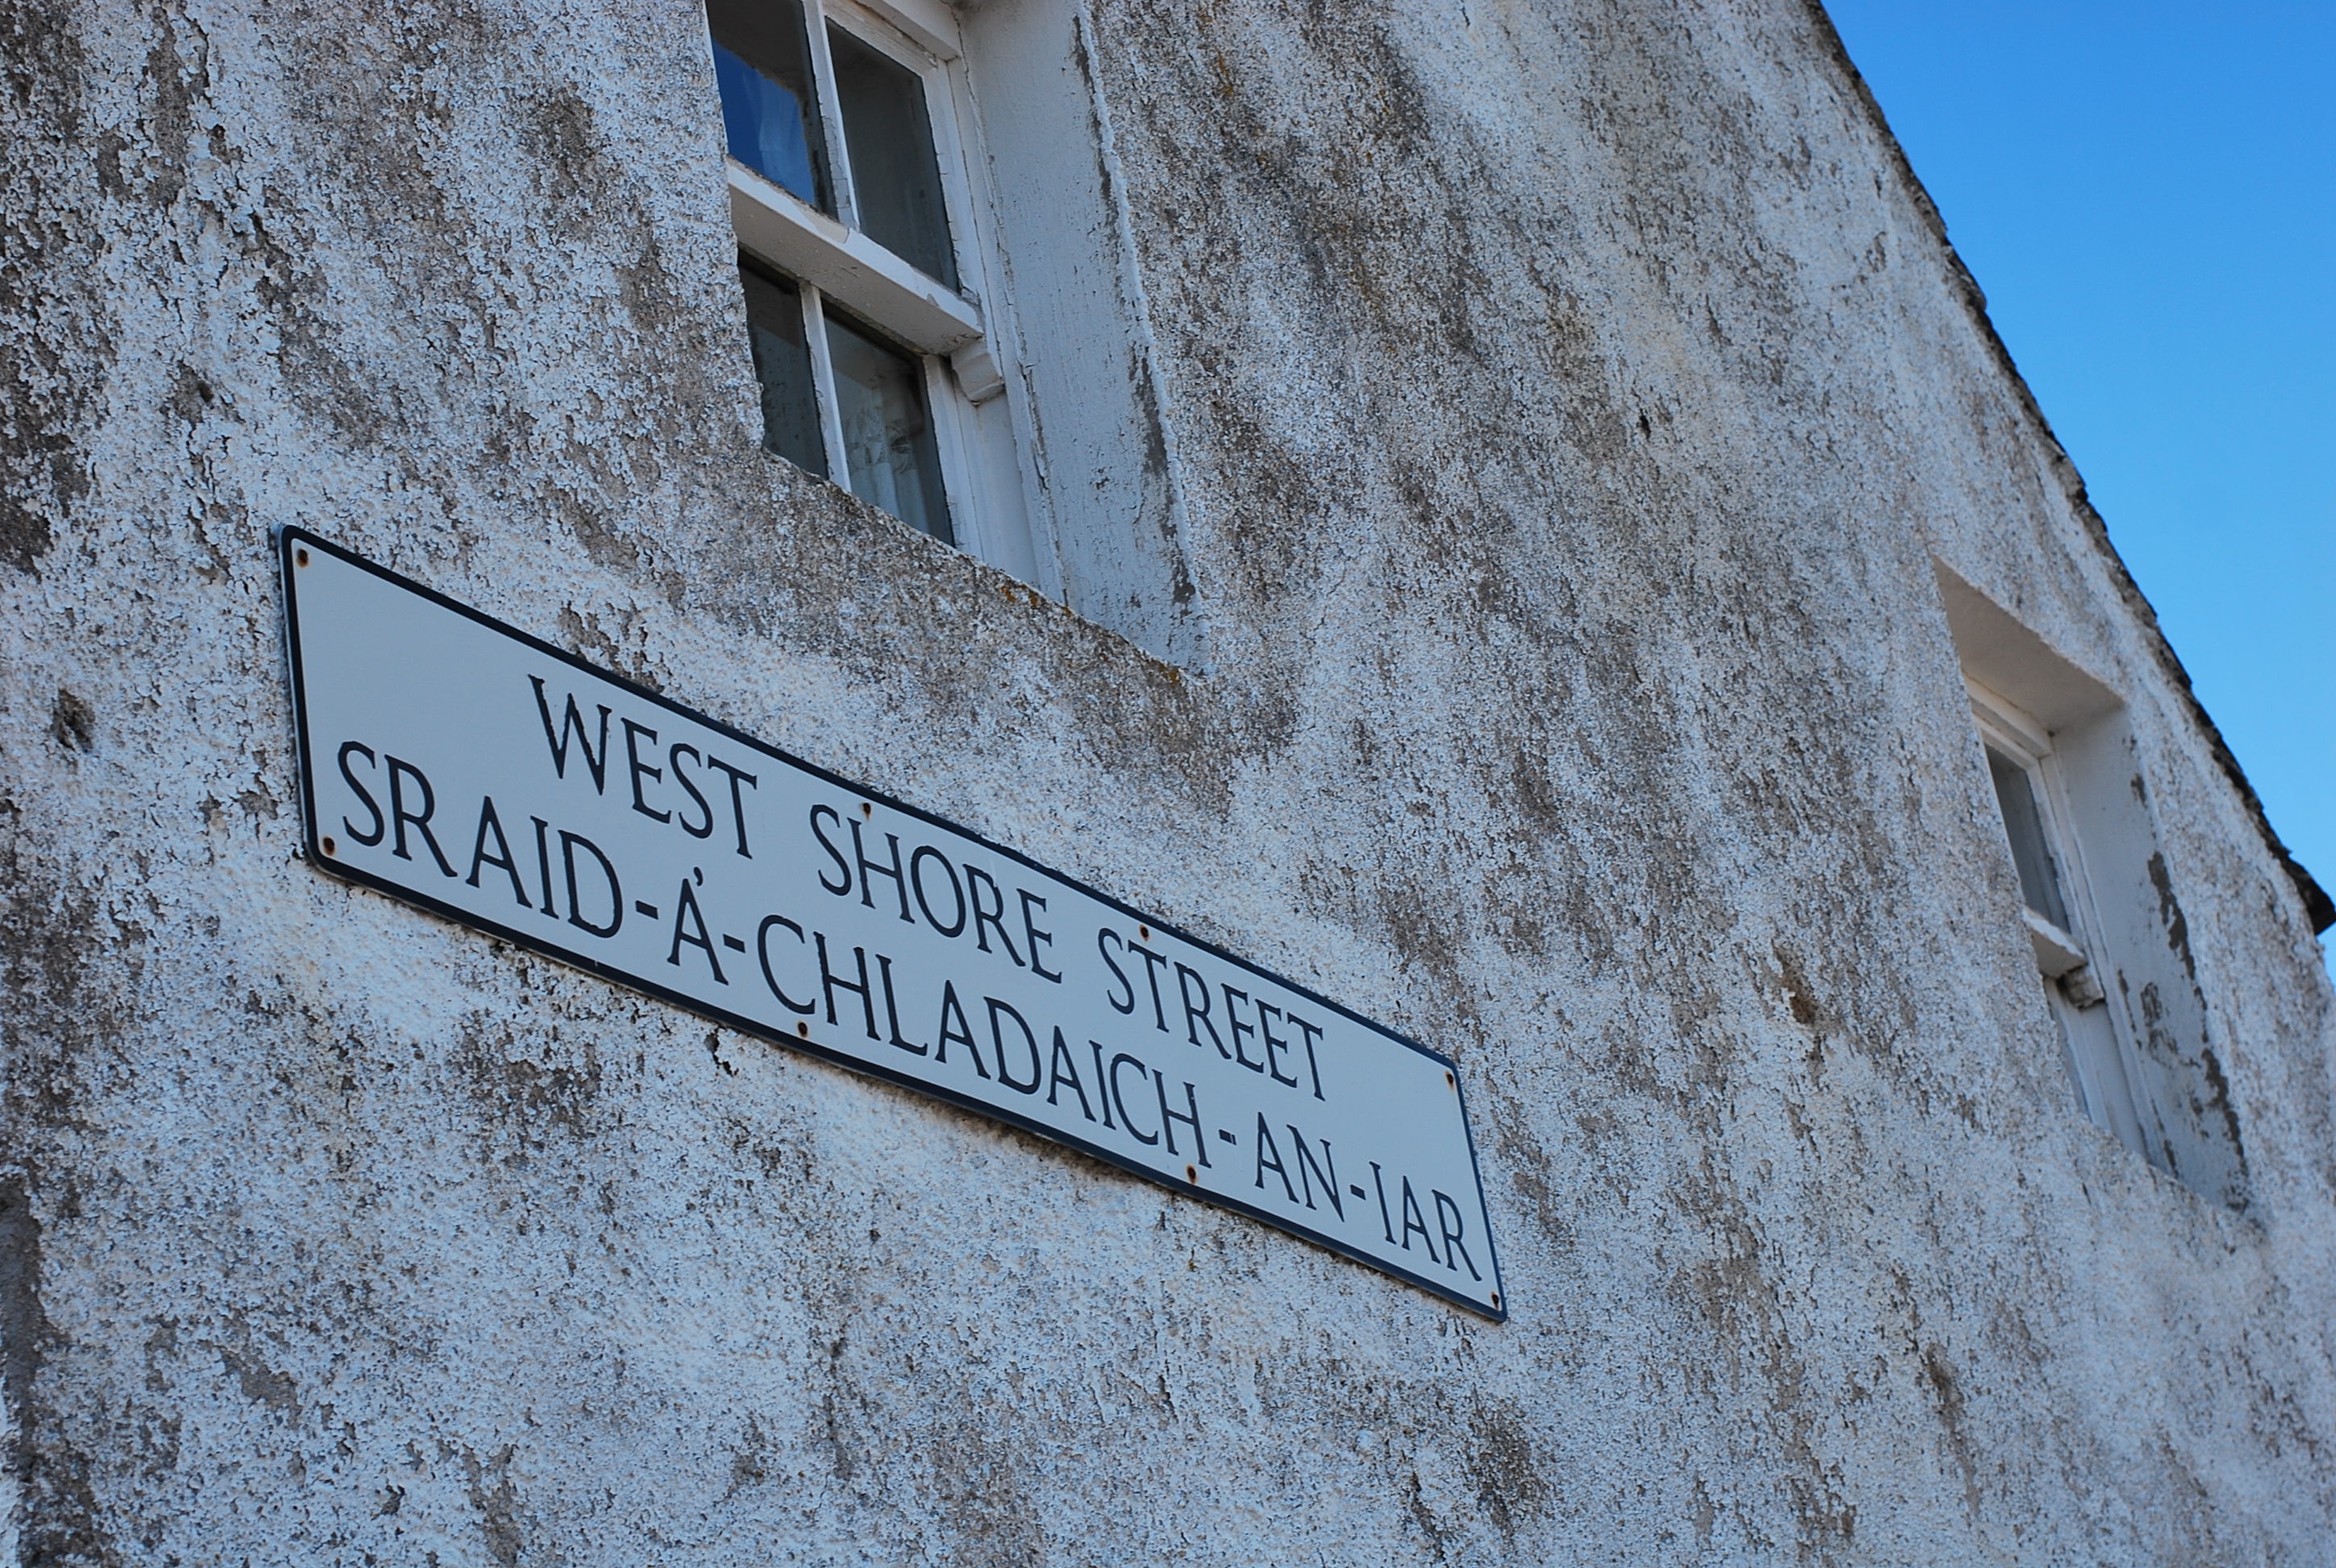 WEST SHORE STREET
SRAID-À-CHLADAICH-AN-IAR